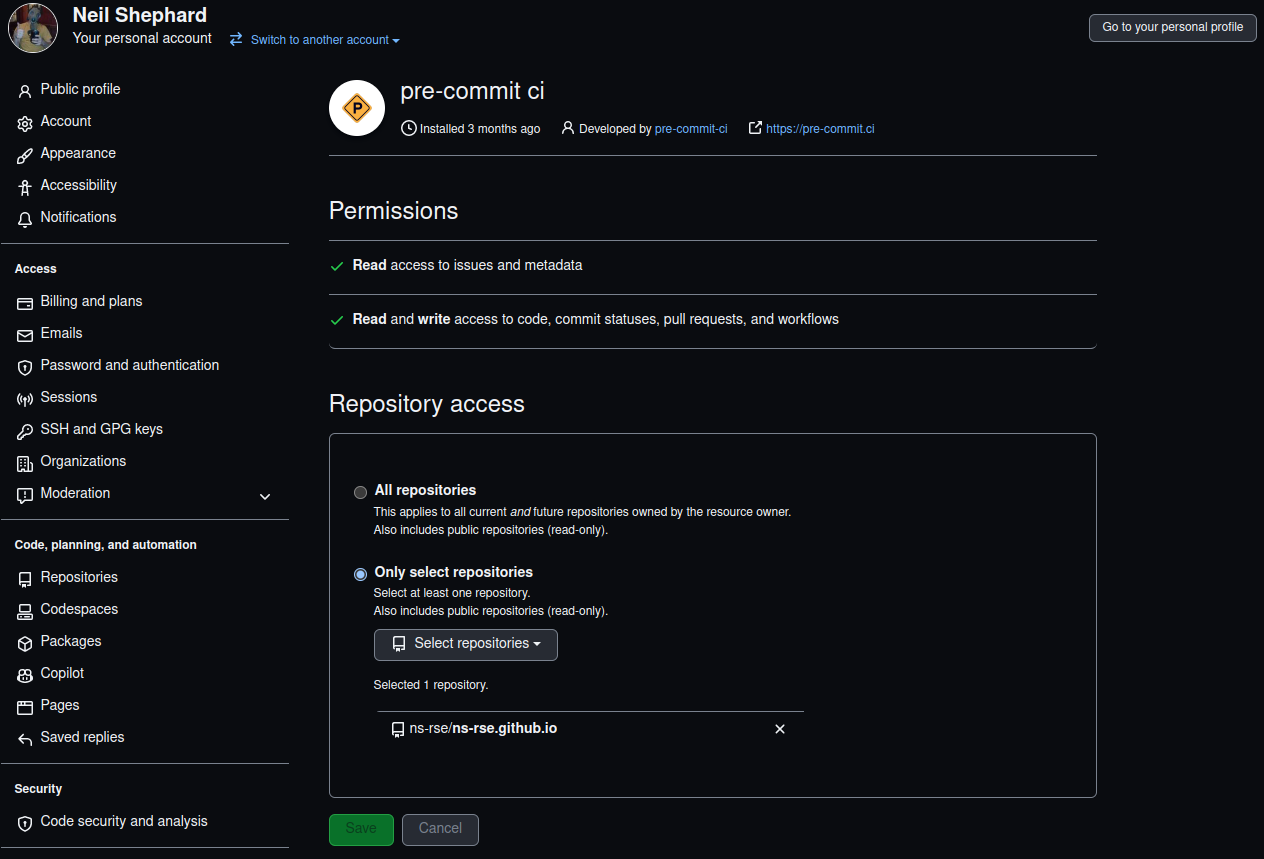 Neil Shephard
Your personal account
Switch to another account
Go to your personal profile
Public profile
Account
Appearance
Accessibility
Notifications
Access
Billing and plans
Emails
Password and authentication
Sessions
SSH and GPG keys
Organizations
Moderation
Code, planning, and automation
Repositories
Codespaces
Packages
Copilot
Pages
Saved replies
Security
Code security and analysis
P
pre-commit ci
Installed 3 months ago
Developed by pre-commit-ci
https://pre-commit.ci
Permissions
Read access to issues and metadata
Read and write access to code, commit statuses, pull requests, and workflows
Repository access
All repositories
This applies to all current and future repositories owned by the resource owner.
Also includes public repositories (read-only).
Only select repositories
Select at least one repository.
Also includes public repositories (read-only).
Select repositories
Selected 1 repository.
ns-rse/ns-rse.github.io
Save
Cancel